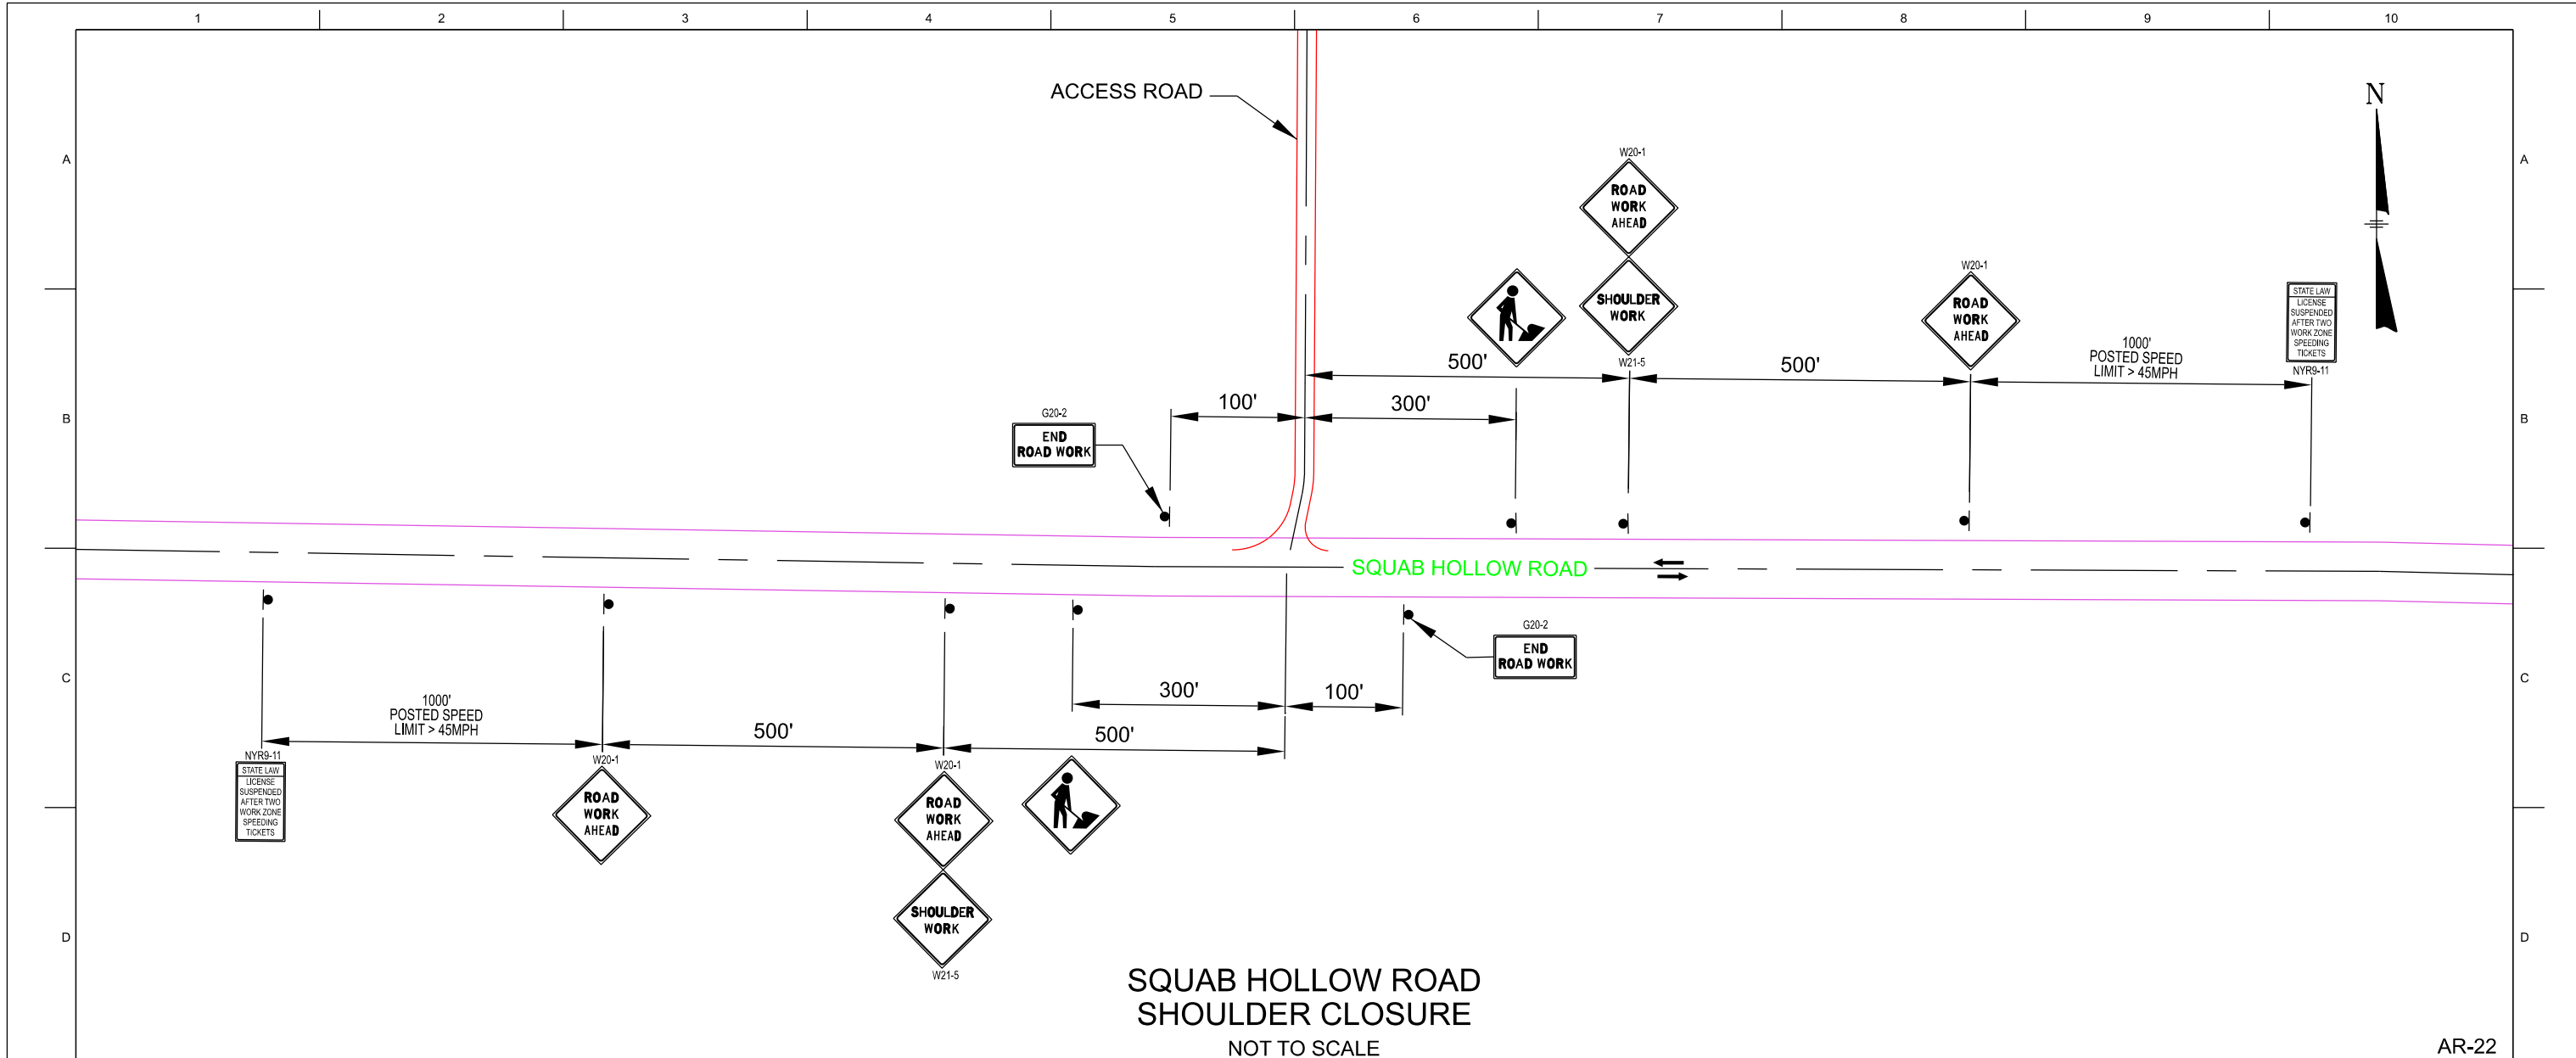 1 2 3 4 5 6 7 8 9 10
ACCESS ROAD
N
A
A
W20-1
ROAD
WORK
AHEAD
SHOULDER
WORK
W21-5
W20-1
ROAD
WORK
AHEAD
STATE LAW
LICENSE
SUSPENDED
AFTER TWO
WORK ZONE
SPEEDING
TICKETS
NYR9-11
500'
500'
1000'
POSTED SPEED
LIMIT > 45MPH
100'
300'
B
B
G20-2
END
ROAD WORK
SQUAB HOLLOW ROAD
G20-2
END
ROAD WORK
C
C
300'
100'
1000'
POSTED SPEED
LIMIT > 45MPH
500'
500'
NYR9-11
STATE LAW
LICENSE
SUSPENDED
AFTER TWO
WORK ZONE
SPEEDING
TICKETS
W20-1
ROAD
WORK
AHEAD
W20-1
ROAD
WORK
AHEAD
SHOULDER
WORK
W21-5
D
D
SQUAB HOLLOW ROAD
SHOULDER CLOSURE
NOT TO SCALE
AR-22